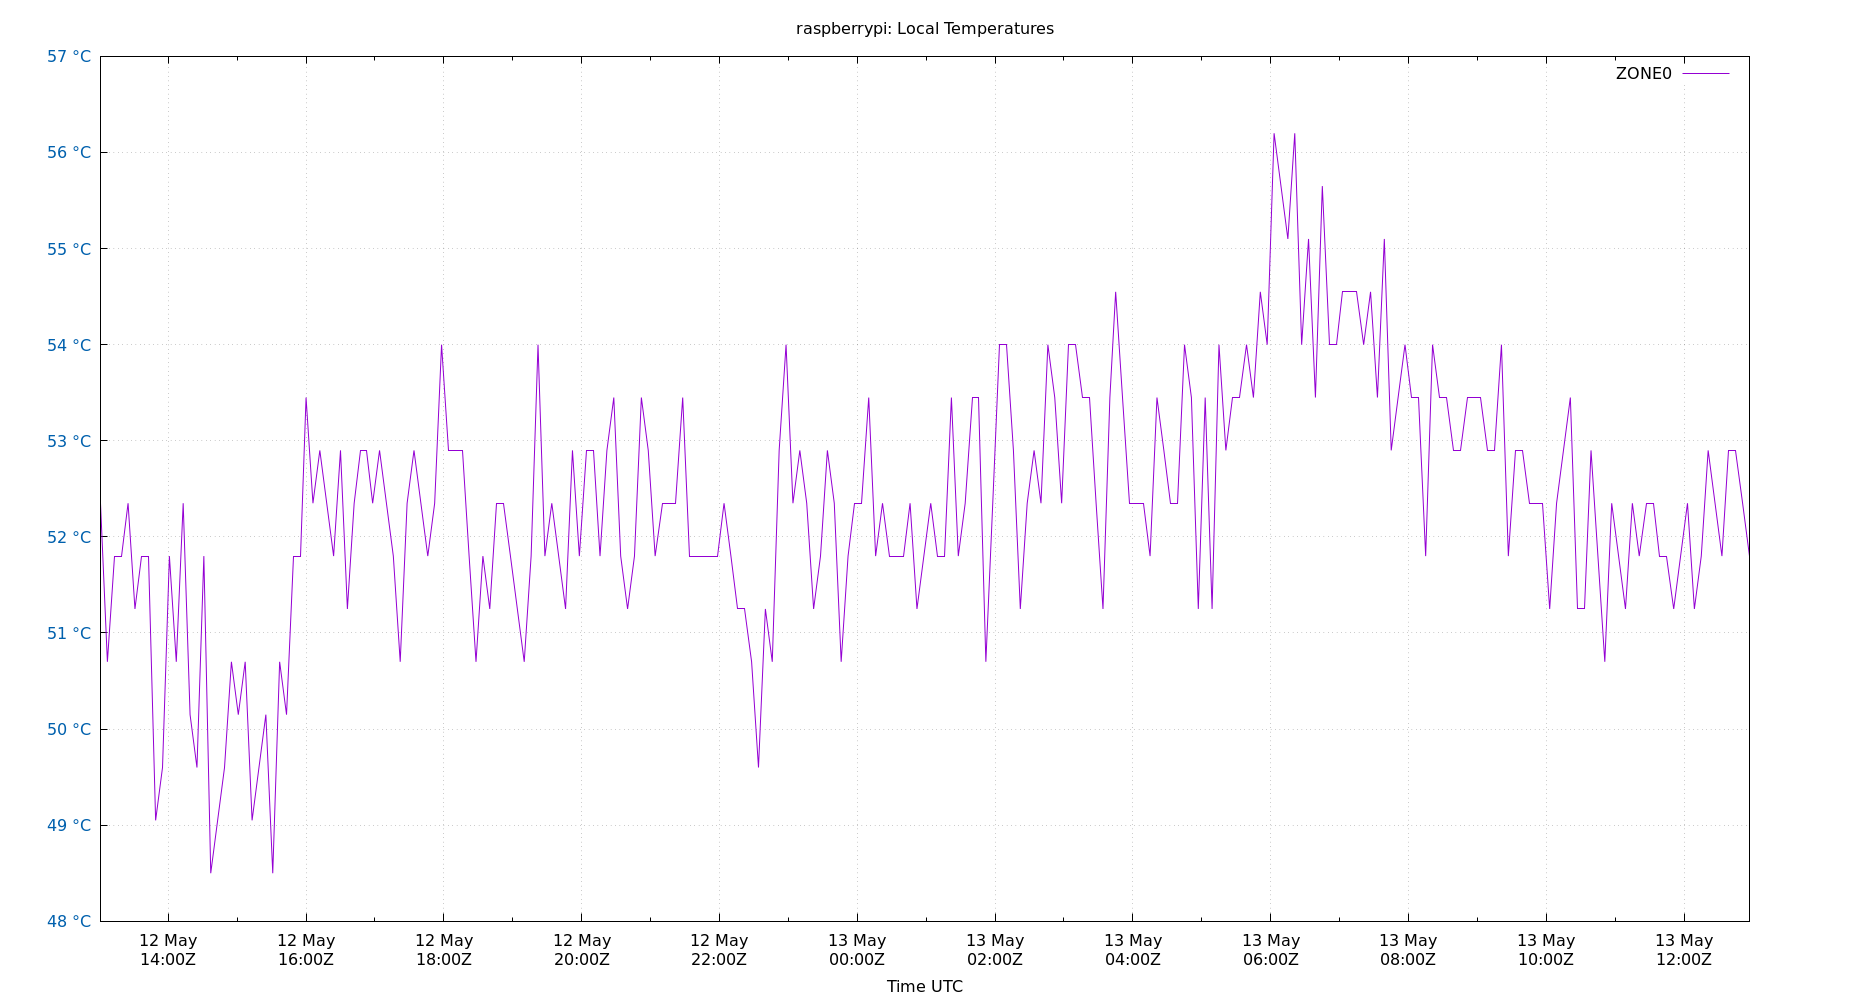 raspberrypi: Local Temperatures
57 °C
ZONE0
56 °C
55 °C
54 °C
53 °C
52 °C
51 °C
50 °C
49 °C
48 °C
12 May 12 May 12 May 12 May 12 May 13 May 13 May 13 May 13 May 13 May 13 May 13 May
14:00Z 16:00Z 18:00Z 20:00Z 22:00Z 00:00Z 02:00Z 04:00Z 06:00Z 08:00Z 10:00Z 12:00Z
Time UTC